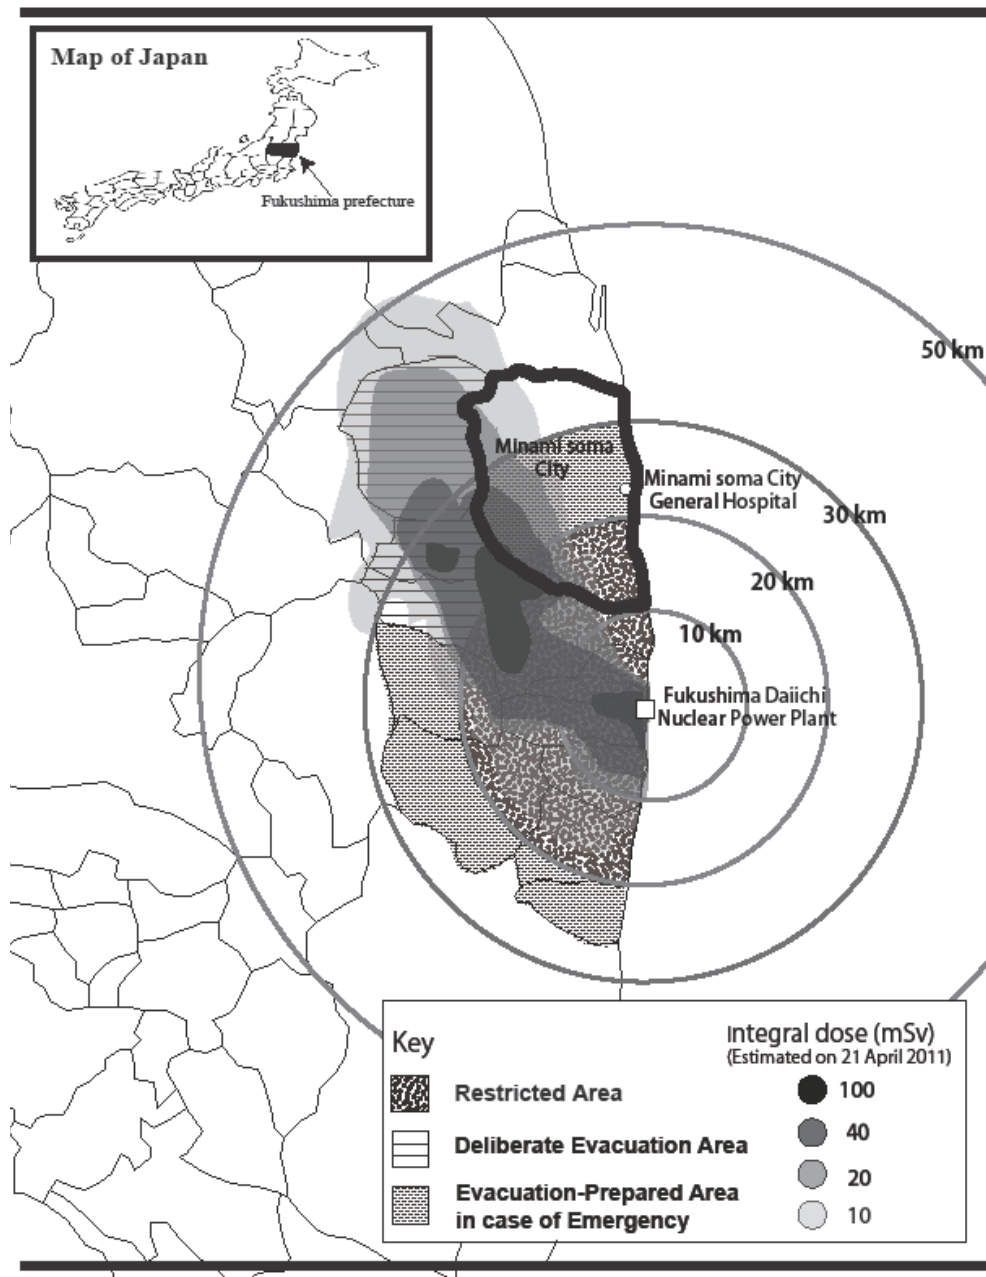 Map of Japan
Fukushima prefecture
50 km
Minami soma
City
Minami soma City
General Hospital
30 km
20 km
10 km
Fukushima Daiichi
Nuclear Power Plant
Key
Restricted Area
Deliberate Evacuation Area
Evacuation-Prepared Area
in case of Emergency
Integral dose (mSv)
(Estimated on 21 April 2011)
100
40
20
10